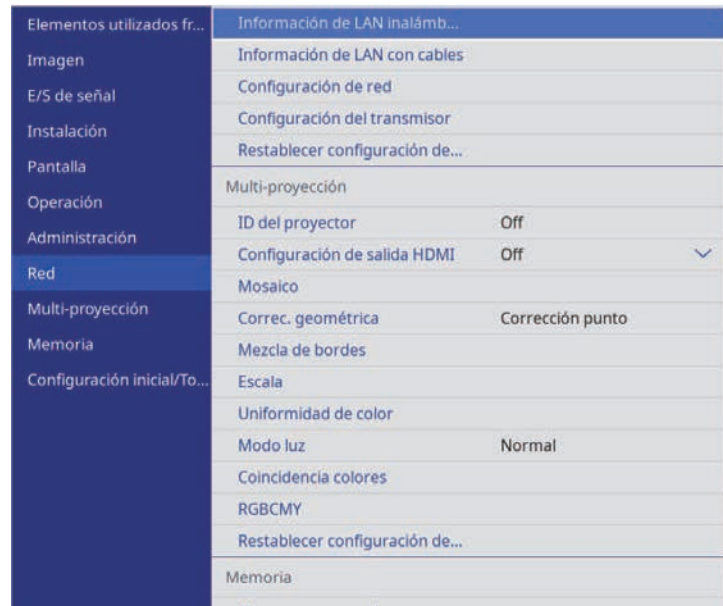 Elementos utilizados fr...
Imagen
E/S de señal
Instalación
Pantalla
Operación
Administración
Red
Multi-proyección
Memoria
Configuración inicial/To...
Información de LAN inalámb...
Información de LAN con cables
Configuración de red
Configuración del transmisor
Restablecer configuración de...
Multi-proyección
ID del proyector Off
Configuración de salida HDMI Off
Mosaico
Correc. geométrica Corrección punto
Mezcla de bordes
Escala
Uniformidad de color
Modo luz Normal
Coincidencia colores
RGBCMY
Restablecer configuración de...
Memoria